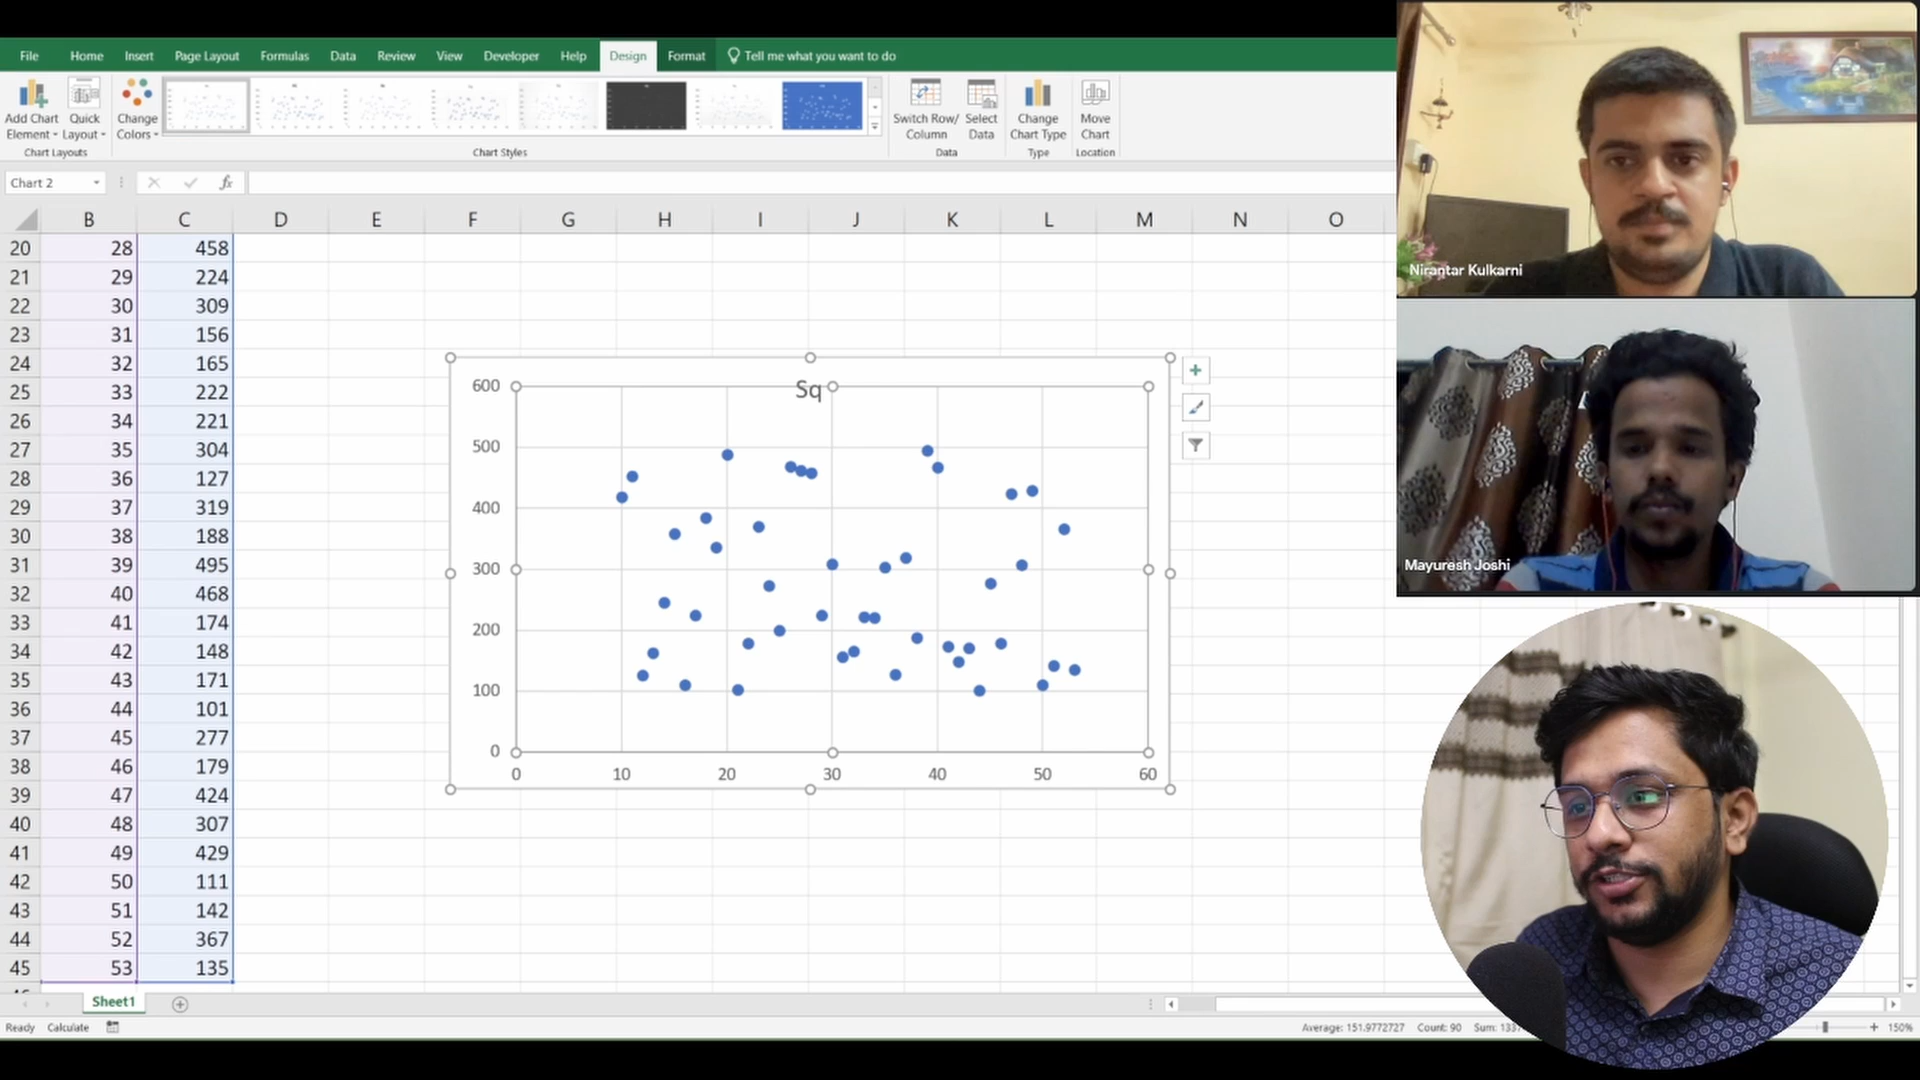 File Home Insert Page Layout Formulas Data Review View Developer Help Design Format Tell me what you want to do
Add Chart Element Quick Layout Change Colors Switch Row/ Column Select Data Change Chart Type Move Chart
Chart Layouts Chart Styles Data Type Location
Chart 2 fx
B C D E F G H I J K L M N O
20 28 458
21 29 224
22 30 309
23 31 156
24 32 165
25 33 222
26 34 221
27 35 304
28 36 127
29 37 319
30 38 188
31 39 495
32 40 468
33 41 174
34 42 148
35 43 171
36 44 101
37 45 277
38 46 179
39 47 424
40 48 307
41 49 429
42 50 111
43 51 142
44 52 367
45 53 135
Sq
600
500
400
300
200
100
0
0 10 20 30 40 50 60
Sheet1
Ready Calculate Average: 151.9772727 Count: 90 Sum: 150%
Nirantar Kulkarni
Mayuresh Joshi